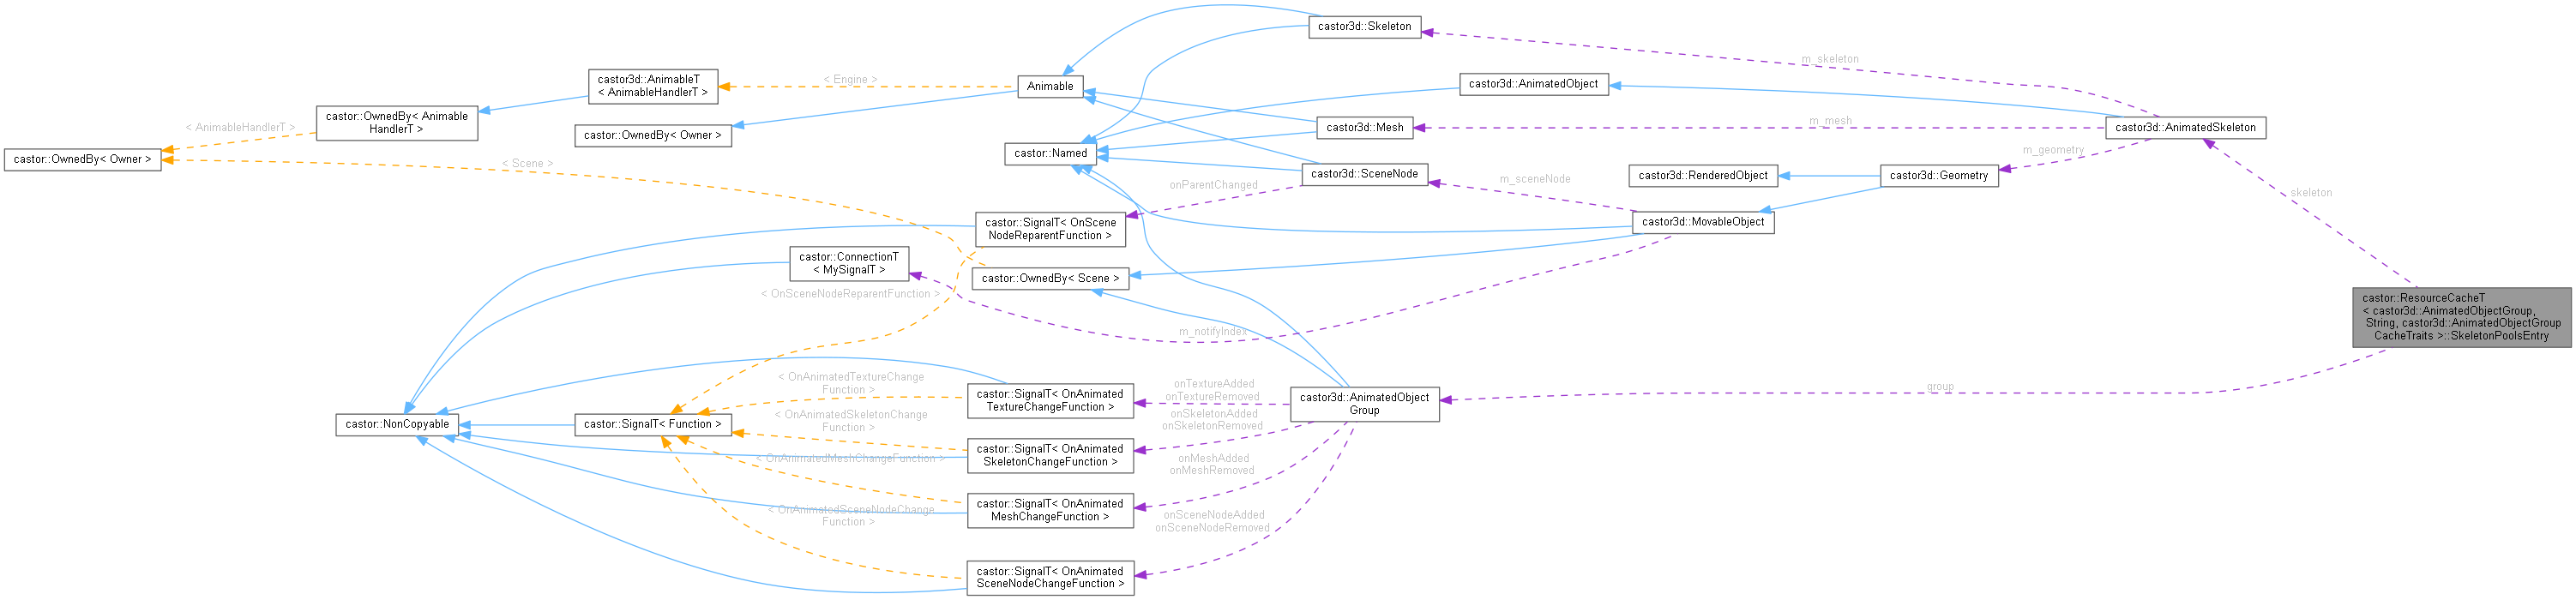 castor3d::Skeleton
m_skeleton
castor3d::AnimableT
< AnimableHandlerT >
< Engine >
Animable
castor3d::AnimatedObject
castor::OwnedBy< Animable
HandlerT >
< AnimableHandlerT >
castor::OwnedBy< Owner >
castor3d::Mesh
m_mesh
castor3d::AnimatedSkeleton
castor::OwnedBy< Owner >
< Scene >
castor::Named
m_geometry
castor3d::SceneNode
m_sceneNode
castor3d::RenderedObject
castor3d::Geometry
onParentChanged
skeleton
castor::SignalT< OnScene
NodeReparentFunction >
castor3d::MovableObject
castor::ConnectionT
< MySignalT >
castor::OwnedBy< Scene >
< OnSceneNodeReparentFunction >
m_notifyIndex
castor::ResourceCacheT
< castor3d::AnimatedObjectGroup,
String, castor3d::AnimatedObjectGroup
CacheTraits >::SkeletonPoolsEntry
< OnAnimatedTextureChange
Function >
castor::SignalT< OnAnimated
TextureChangeFunction >
onTextureAdded
onTextureRemoved
castor3d::AnimatedObject
Group
group
castor::NonCopyable
castor::SignalT< Function >
< OnAnimatedSkeletonChange
Function >
onSkeletonAdded
onSkeletonRemoved
castor::SignalT< OnAnimated
SkeletonChangeFunction >
< OnAnimatedMeshChangeFunction >
onMeshAdded
onMeshRemoved
castor::SignalT< OnAnimated
MeshChangeFunction >
< OnAnimatedSceneNodeChange
Function >
onSceneNodeAdded
onSceneNodeRemoved
castor::SignalT< OnAnimated
SceneNodeChangeFunction >